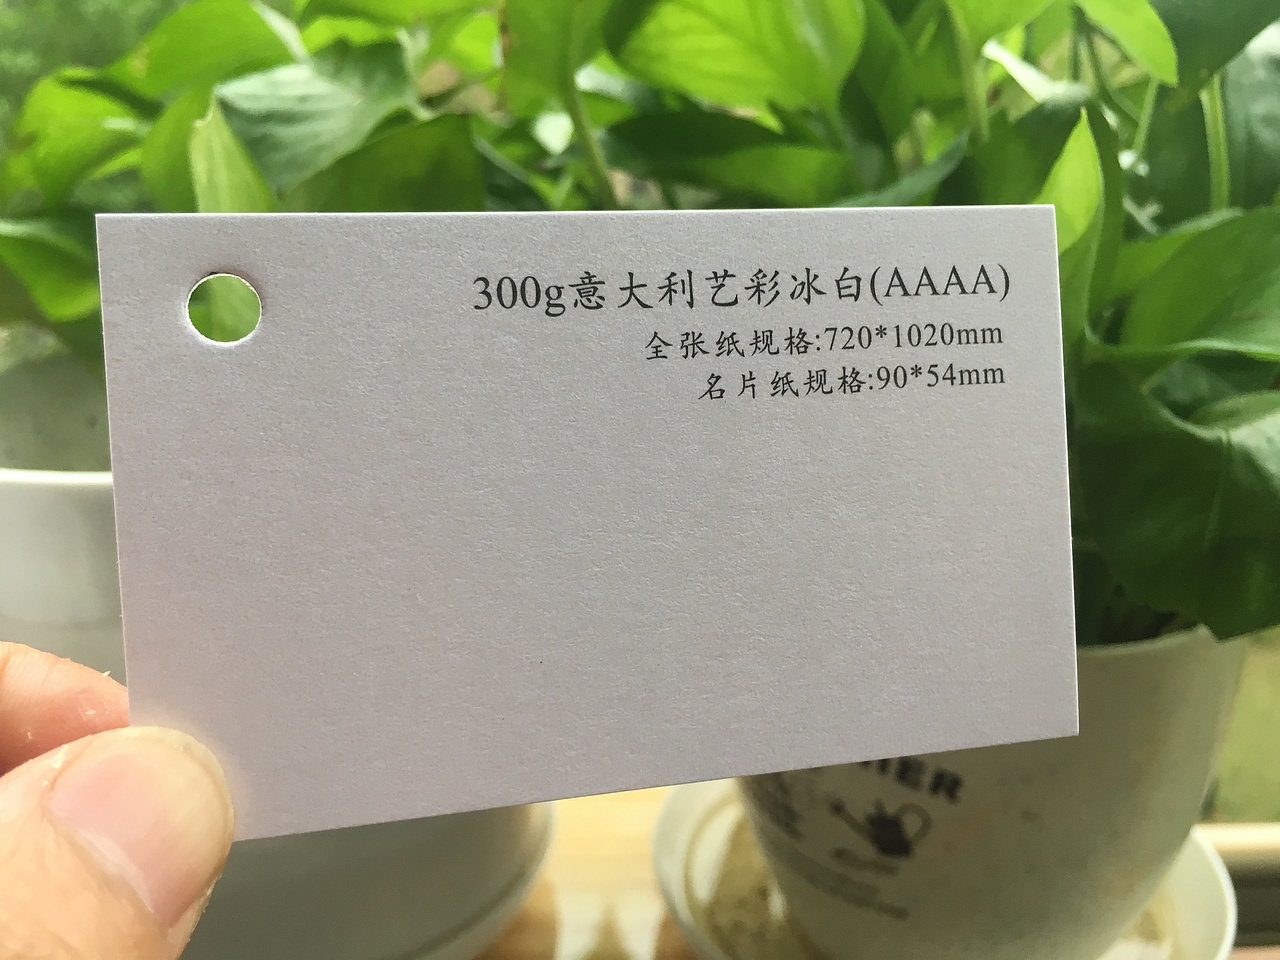 300g意大利艺彩冰白(AAAA)
全张纸规格:720*1020mm
名片纸规格:90*54mm